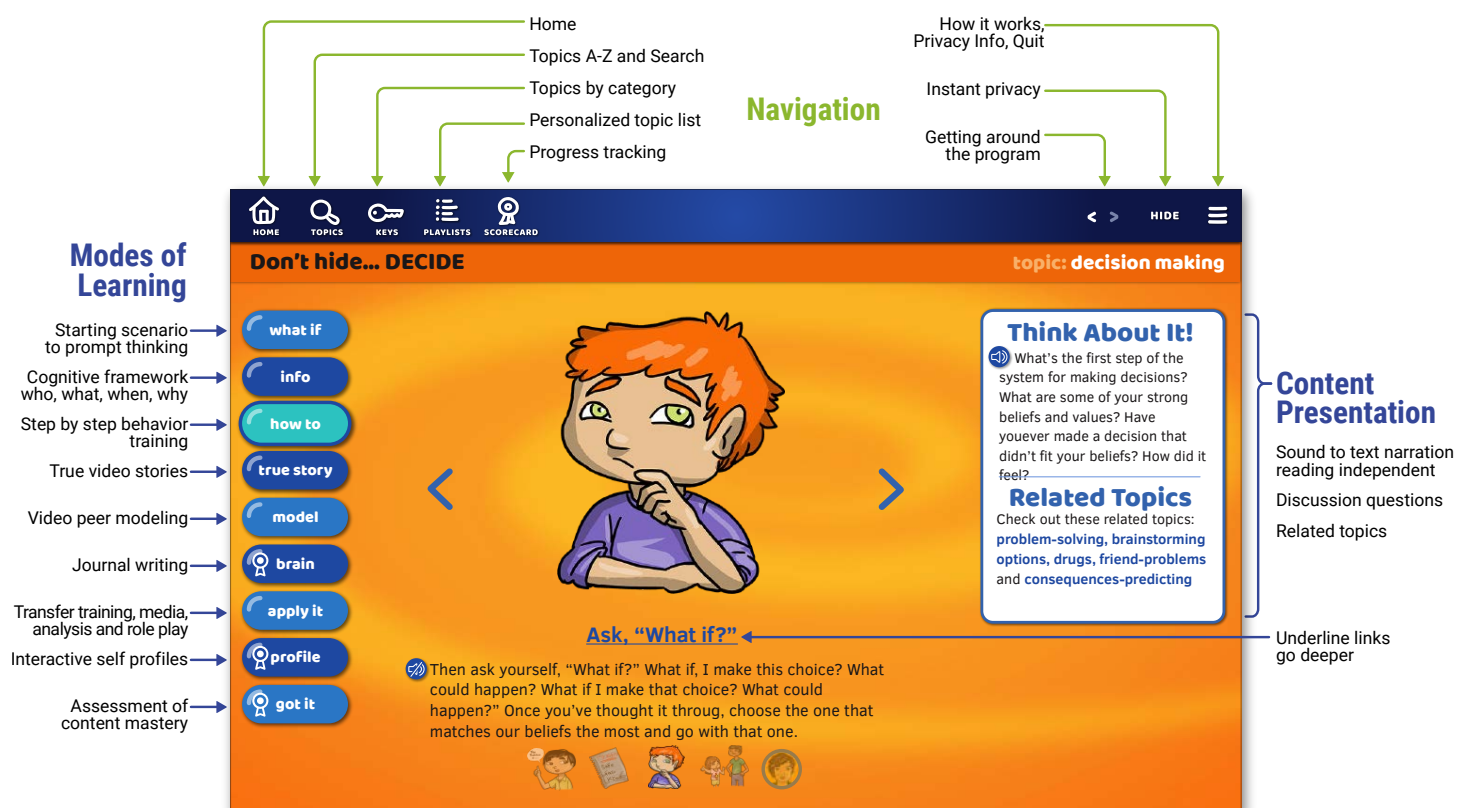 Home
Topics A-Z and Search
Topics by category
Personalized topic list
Progress tracking
Navigation
How it works,
Privacy Info, Quit
Instant privacy
Getting around
the program
HOME
TOPICS
KEYS
PLAYLISTS
SCORECARD
< >
HIDE
Don't hide... DECIDE
topic: decision making
Modes of
Learning
Starting scenario
to prompt thinking
Cognitive framework
who, what, when, why
Step by step behavior
training
True video stories
Video peer modeling
Journal writing
Transfer training, media,
analysis and role play
Interactive self profiles
Assessment of
content mastery
what if
info
how to
true story
model
brain
apply it
profile
got it
Think About It!
What's the first step of the
system for making decisions?
What are some of your strong
beliefs and values? Have
youever made a decision that
didn't fit your beliefs? How did it
feel?
Related Topics
Check out these related topics:
problem-solving, brainstorming
options, drugs, friend-problems
and consequences-predicting
Content
Presentation
Sound to text narration
reading independent
Discussion questions
Related topics
Underline links
go deeper
Ask, “What if?”
Then ask yourself, “What if?” What if, I make this choice? What
could happen? What if I make that choice? What could
happen?” Once you've thought it throug, choose the one that
matches our beliefs the most and go with that one.